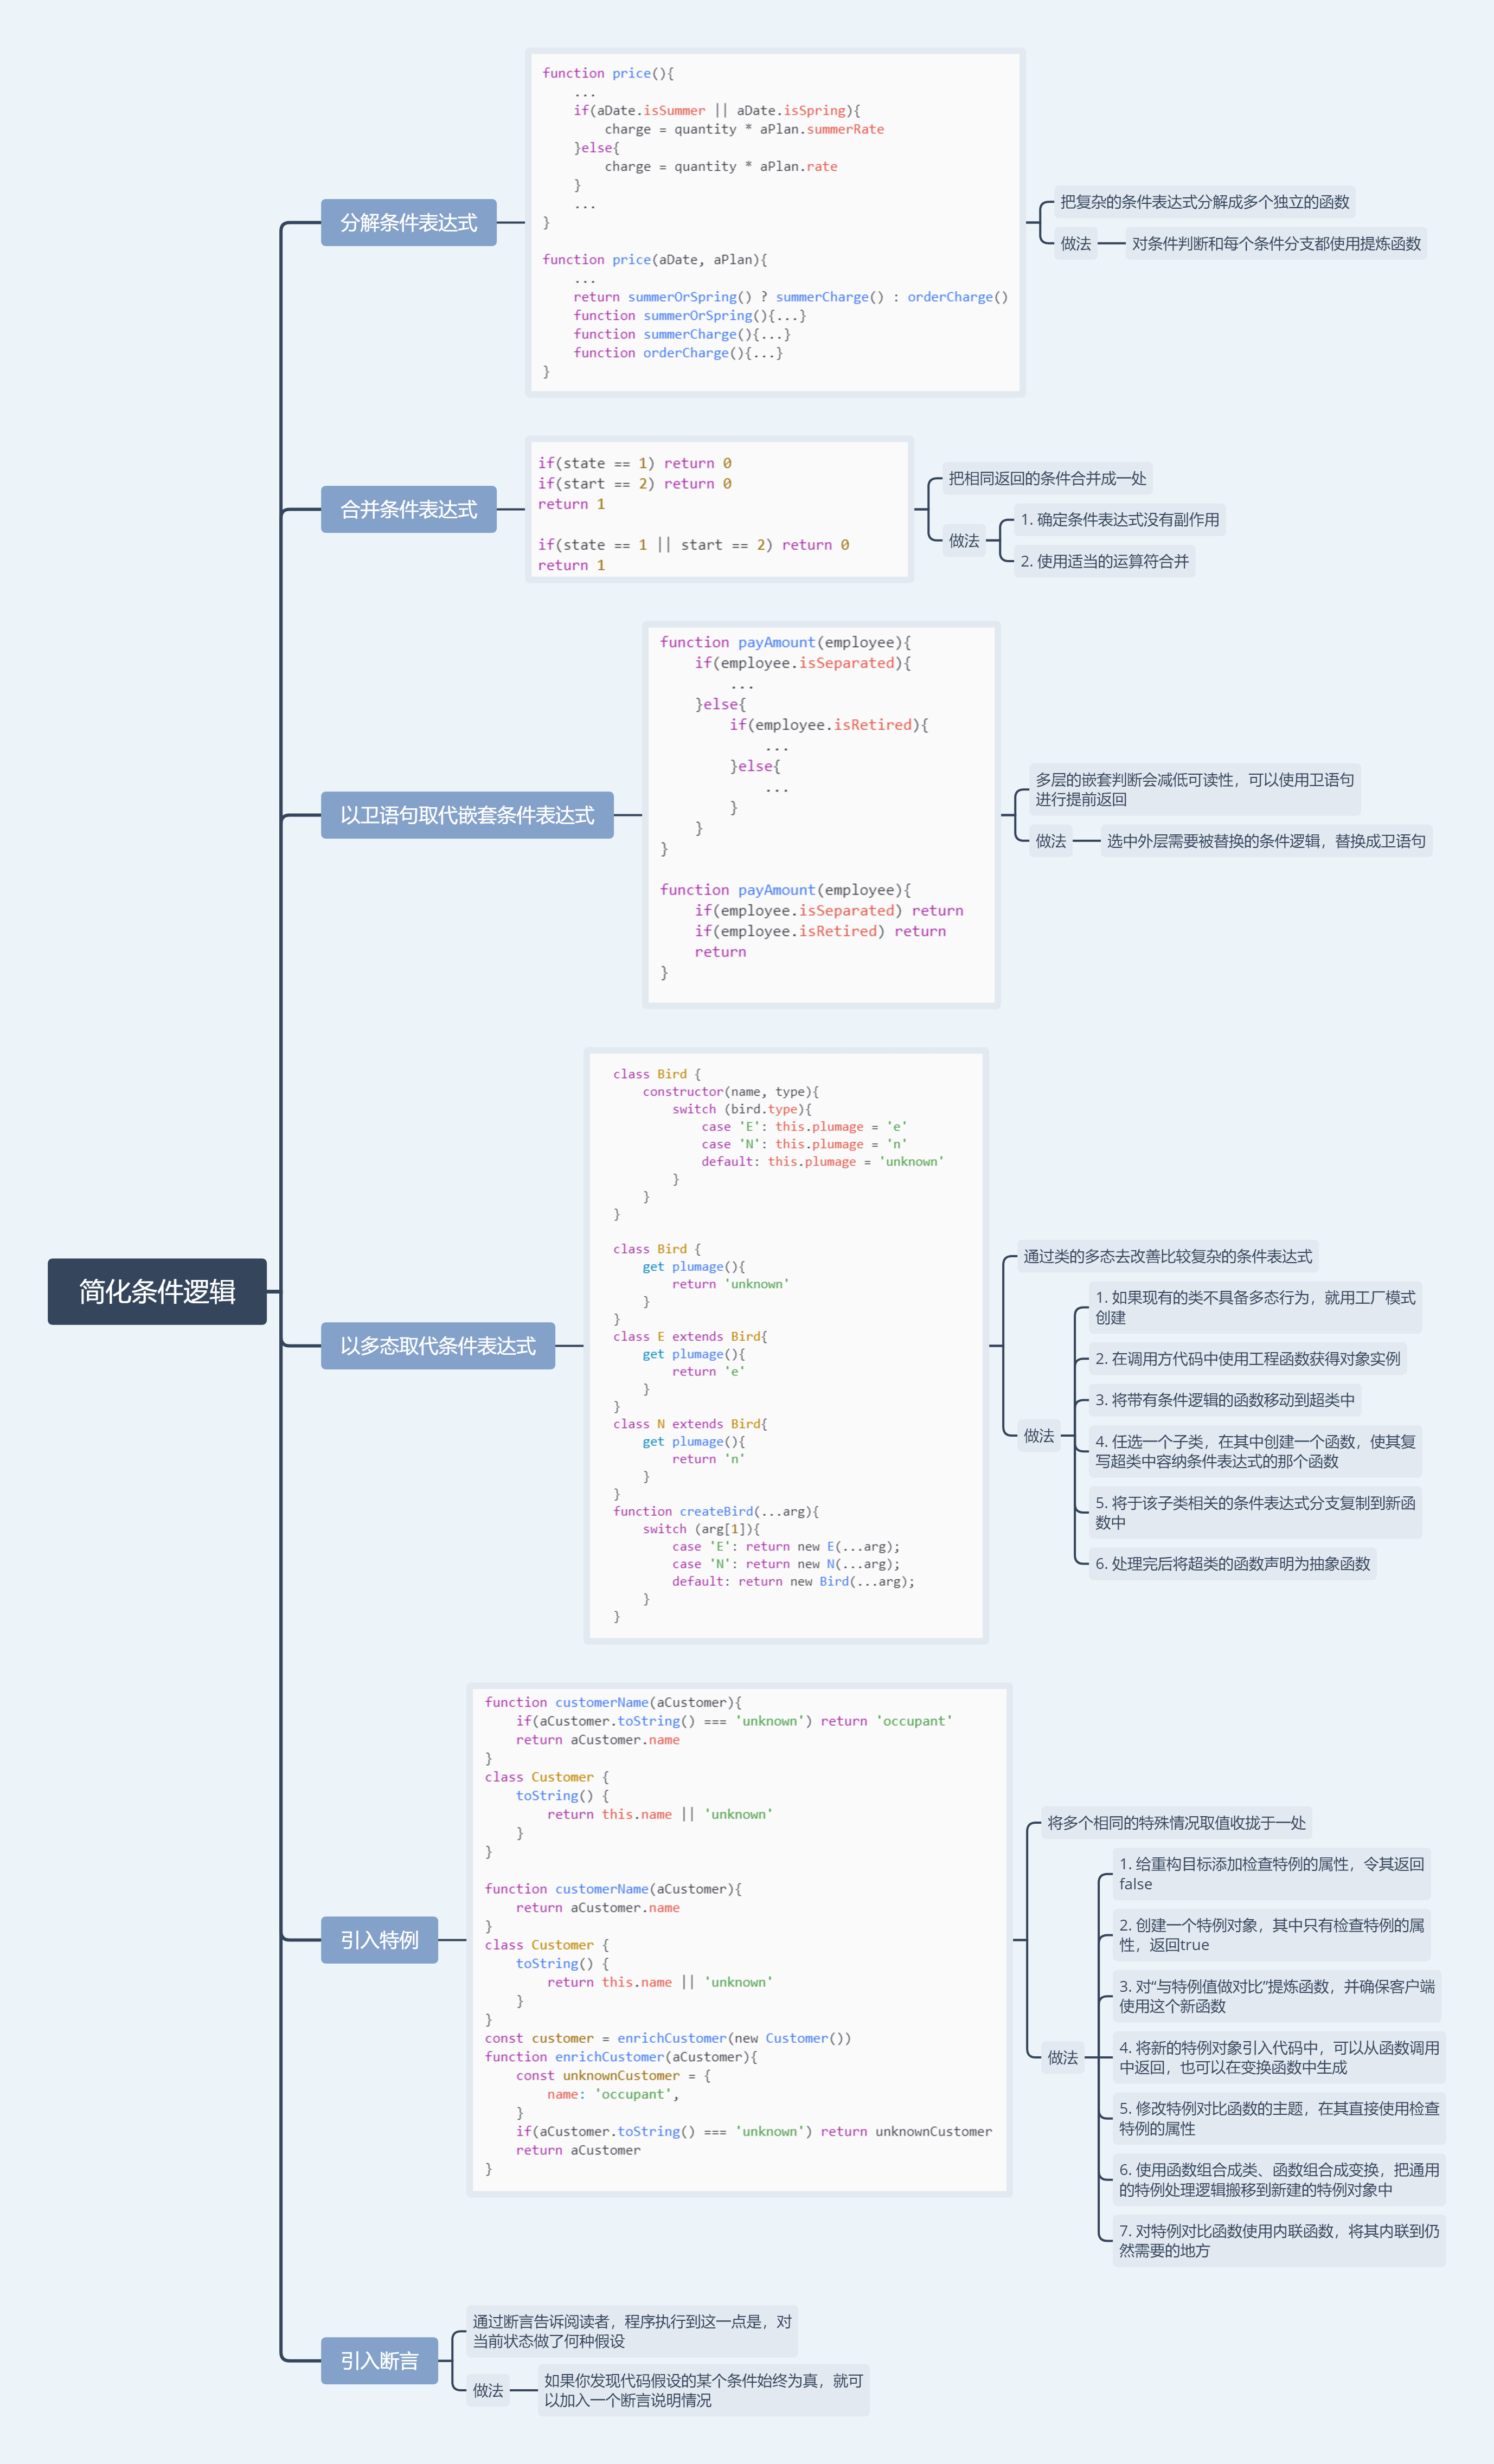 简化条件逻辑
分解条件表达式
function price(){
    ...
    if(aDate.isSummer || aDate.isSpring){
        charge = quantity * aPlan.summerRate
    }else{
        charge = quantity * aPlan.rate
    }
    ...
}
function price(aDate, aPlan){
    ...
    return summerOrSpring() ? summerCharge() : orderCharge()
    function summerOrSpring(){...}
    function summerCharge(){...}
    function orderCharge(){...}
}
把复杂的条件表达式分解成多个独立的函数
做法
对条件判断和每个条件分支都使用提炼函数
合并条件表达式
if(state == 1) return 0
if(start == 2) return 0
return 1
if(state == 1 || start == 2) return 0
return 1
把相同返回的条件合并成一处
做法
1. 确定条件表达式没有副作用
2. 使用适当的运算符合并
以卫语句取代嵌套条件表达式
function payAmount(employee){
    if(employee.isSeparated){
        ...
    }else{
        if(employee.isRetired){
            ...
        }else{
            ...
        }
    }
}
function payAmount(employee){
    if(employee.isSeparated) return
    if(employee.isRetired) return
    return
}
多层的嵌套判断会减低可读性，可以使用卫语句
进行提前返回
做法
选中外层需要被替换的条件逻辑，替换成卫语句
以多态取代条件表达式
class Bird {
    constructor(name, type){
        switch (bird.type){
            case 'E': this.plumage = 'e'
            case 'N': this.plumage = 'n'
            default: this.plumage = 'unknown'
        }
    }
}
class Bird {
    get plumage(){
        return 'unknown'
    }
}
class E extends Bird{
    get plumage(){
        return 'e'
    }
}
class N extends Bird{
    get plumage(){
        return 'n'
    }
}
function createBird(...arg){
    switch (arg[1]){
        case 'E': return new E(...arg);
        case 'N': return new N(...arg);
        default: return new Bird(...arg);
    }
}
通过类的多态去改善比较复杂的条件表达式
做法
1. 如果现有的类不具备多态行为，就用工厂模式
创建
2. 在调用方代码中使用工程函数获得对象实例
3. 将带有条件逻辑的函数移动到超类中
4. 任选一个子类，在其中创建一个函数，使其复
写超类中容纳条件表达式的那个函数
5. 将于该子类相关的条件表达式分支复制到新函
数中
6. 处理完后将超类的函数声明为抽象函数
引入特例
function customerName(aCustomer){
    if(aCustomer.toString() === 'unknown') return 'occupant'
    return aCustomer.name
}
class Customer {
    toString() {
        return this.name || 'unknown'
    }
}
function customerName(aCustomer){
    return aCustomer.name
}
class Customer {
    toString() {
        return this.name || 'unknown'
    }
}
const customer = enrichCustomer(new Customer())
function enrichCustomer(aCustomer){
    const unknownCustomer = {
        name: 'occupant',
    }
    if(aCustomer.toString() === 'unknown') return unknownCustomer
    return aCustomer
}
将多个相同的特殊情况取值收拢于一处
做法
1. 给重构目标添加检查特例的属性，令其返回
false
2. 创建一个特例对象，其中只有检查特例的属
性，返回true
3. 对“与特例值做对比”提炼函数，并确保客户端
使用这个新函数
4. 将新的特例对象引入代码中，可以从函数调用
中返回，也可以在变换函数中生成
5. 修改特例对比函数的主题，在其直接使用检查
特例的属性
6. 使用函数组合成类、函数组合成变换，把通用
的特例处理逻辑搬移到新建的特例对象中
7. 对特例对比函数使用内联函数，将其内联到仍
然需要的地方
引入断言
通过断言告诉阅读者，程序执行到这一点是，对
当前状态做了何种假设
做法
如果你发现代码假设的某个条件始终为真，就可
以加入一个断言说明情况